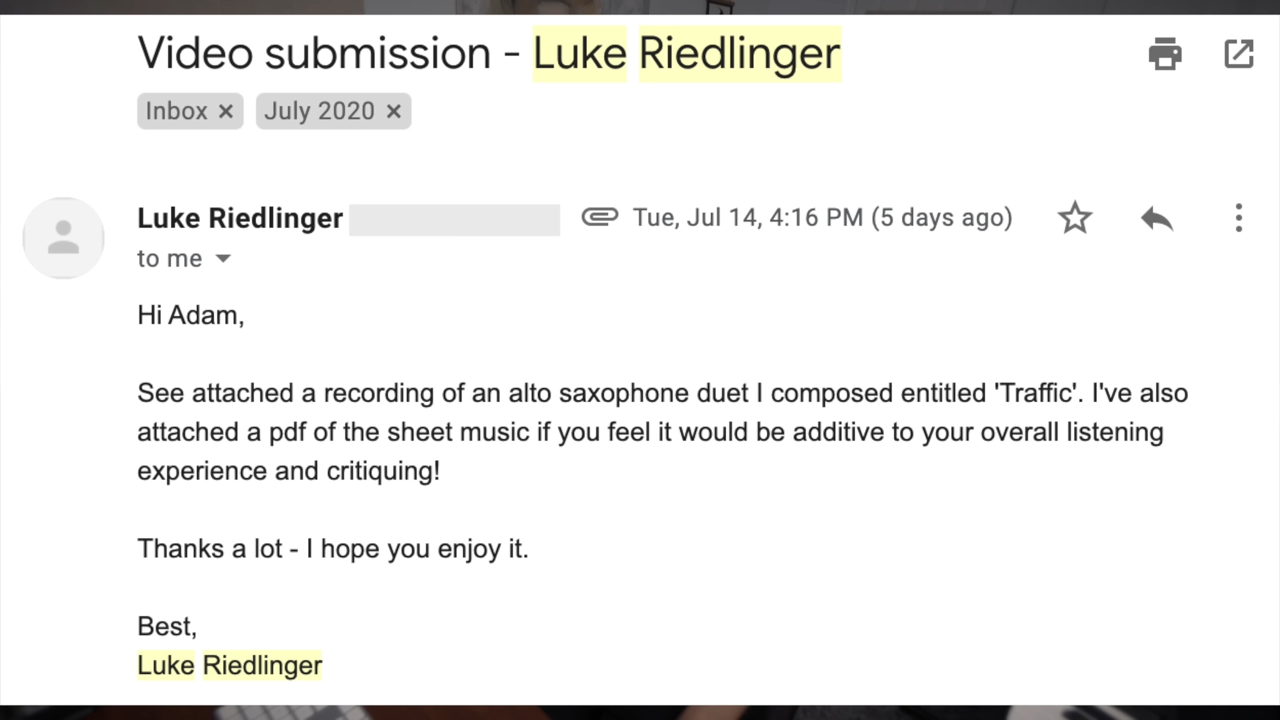 Video submission - Luke Riedlinger
Inbox × July 2020 ×
Luke Riedlinger Tue, Jul 14, 4:16 PM (5 days ago)
to me
Hi Adam,
See attached a recording of an alto saxophone duet I composed entitled 'Traffic'. I've also
attached a pdf of the sheet music if you feel it would be additive to your overall listening
experience and critiquing!
Thanks a lot - I hope you enjoy it.
Best,
Luke Riedlinger